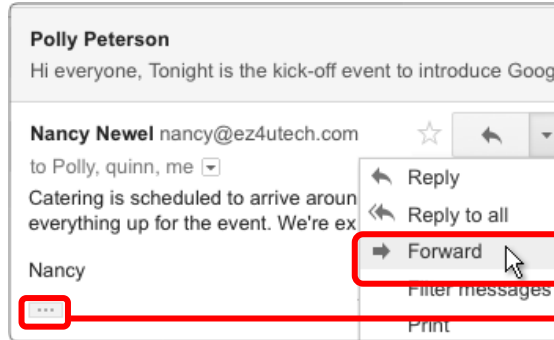 Polly Peterson
Hi everyone, Tonight is the kick-off event to introduce Goog
Nancy Newel nancy@ez4utech.com
to Polly, quinn, me
Catering is scheduled to arrive aroun
everything up for the event. We're ex
Nancy
Reply
Reply to all
Forward
Filter messages
Print